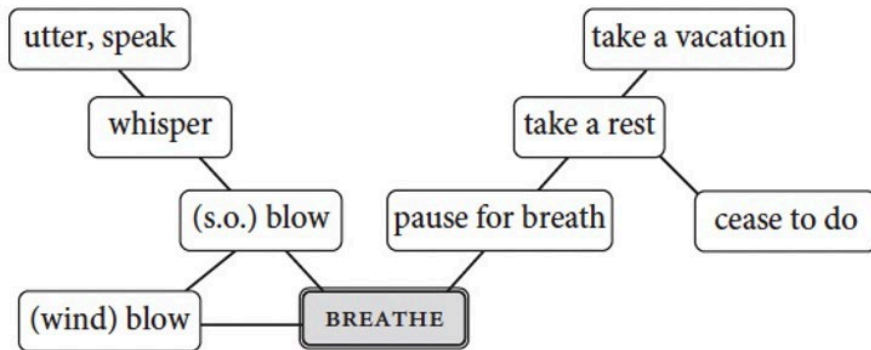 utter, speak
take a vacation
whisper
take a rest
(s.o.) blow
pause for breath
cease to do
(wind) blow
BREATHE